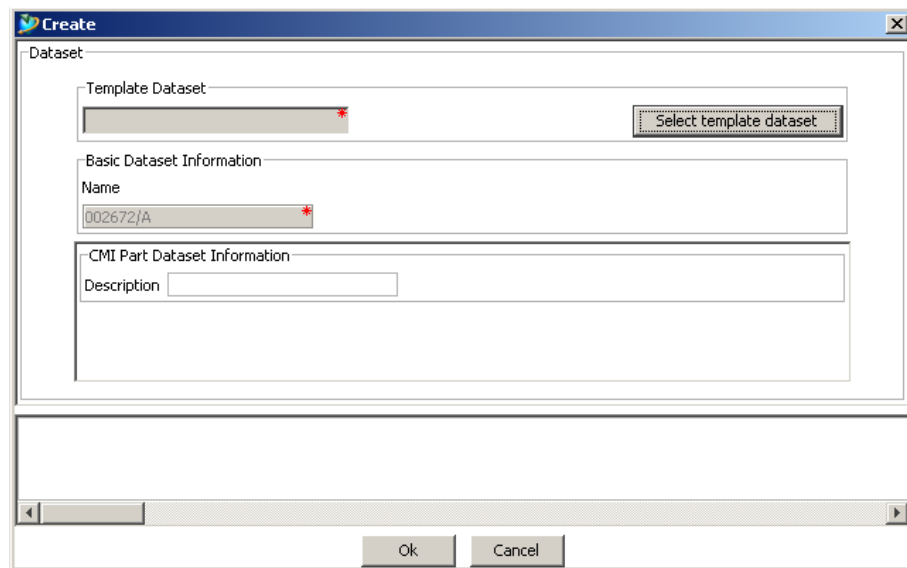 Create
Dataset
Template Dataset
*
Select template dataset
Basic Dataset Information
Name
002672/A *
CMI Part Dataset Information
Description
Ok
Cancel